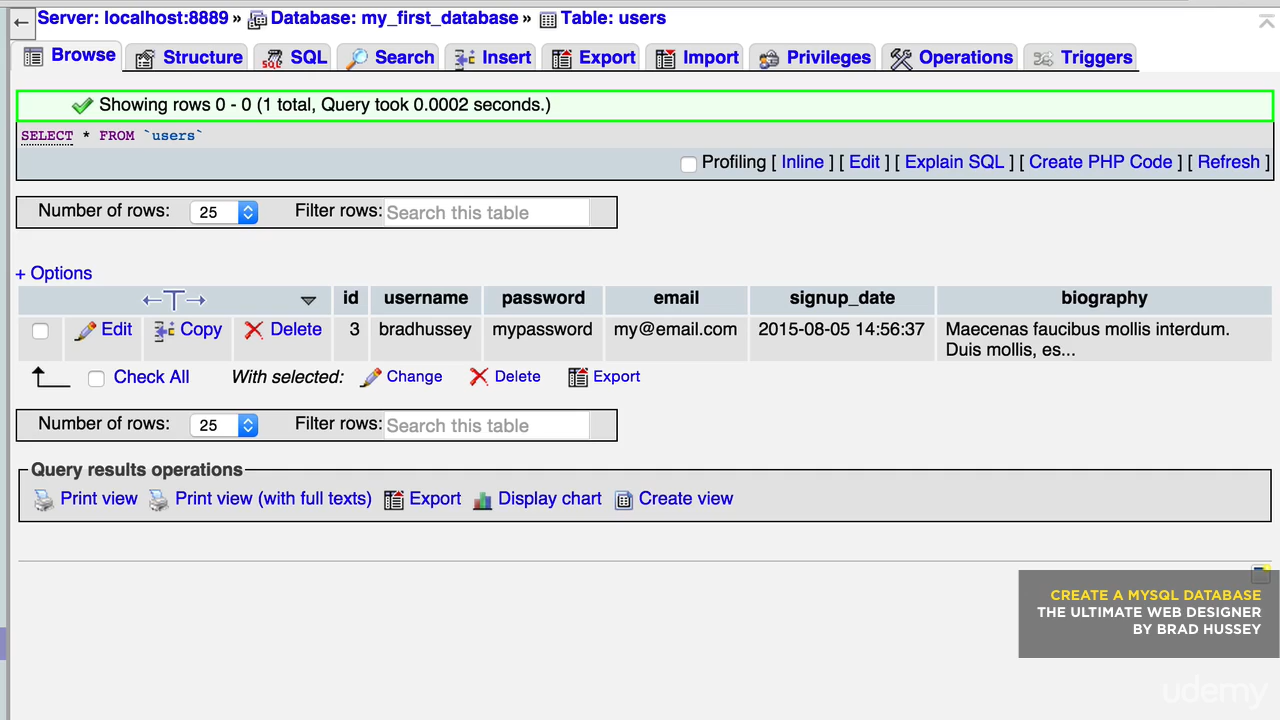 Server: localhost:8889 » Database: my_first_database » Table: users
Browse Structure SQL Search Insert Export Import Privileges Operations Triggers
Showing rows 0 - 0 (1 total, Query took 0.0002 seconds.)
SELECT * FROM `users`
Profiling [ Inline ] [ Edit ] [ Explain SQL ] [ Create PHP Code ] [ Refresh ]
Number of rows: 25 Filter rows: Search this table
+ Options
←T→ id username password email signup_date biography
Edit Copy Delete 3 bradhussey mypassword my@email.com 2015-08-05 14:56:37 Maecenas faucibus mollis interdum.
Duis mollis, es...
Check All With selected: Change Delete Export
Number of rows: 25 Filter rows: Search this table
Query results operations
Print view Print view (with full texts) Export Display chart Create view
CREATE A MYSQL DATABASE
THE ULTIMATE WEB DESIGNER
BY BRAD HUSSEY
udemy